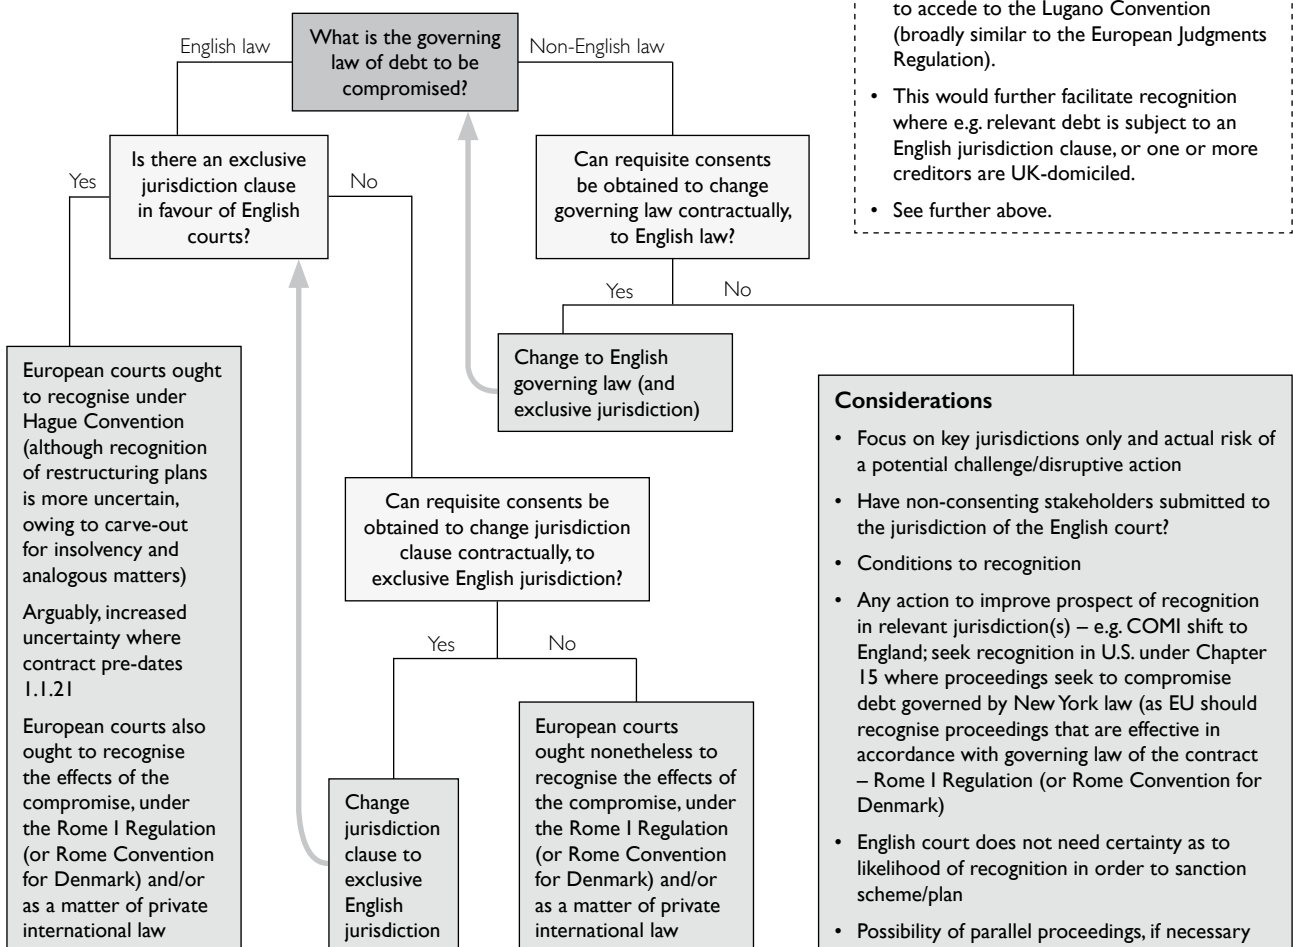 to accede to the Lugano Convention
(broadly similar to the European Judgments
Regulation).
• This would further facilitate recognition
where e.g. relevant debt is subject to an
English jurisdiction clause, or one or more
creditors are UK-domiciled.
• See further above.
What is the governing
law of debt to be
compromised?
English law
Non-English law
Is there an exclusive
jurisdiction clause
in favour of English
courts?
Yes
No
Can requisite consents
be obtained to change
governing law contractually,
to English law?
Yes
No
Change to English
governing law (and
exclusive jurisdiction)
European courts ought
to recognise under
Hague Convention
(although recognition
of restructuring plans
is more uncertain,
owing to carve-out
for insolvency and
analogous matters)
Arguably, increased
uncertainty where
contract pre-dates
1.1.21
European courts also
ought to recognise
the effects of the
compromise, under
the Rome I Regulation
(or Rome Convention
for Denmark) and/or
as a matter of private
international law
Can requisite consents be
obtained to change jurisdiction
clause contractually, to
exclusive English jurisdiction?
Yes
No
Change
jurisdiction
clause to
exclusive
English
jurisdiction
European courts
ought nonetheless to
recognise the effects of
the compromise, under
the Rome I Regulation
(or Rome Convention
for Denmark) and/or
as a matter of private
international law
Considerations
• Focus on key jurisdictions only and actual risk of
a potential challenge/disruptive action
• Have non-consenting stakeholders submitted to
the jurisdiction of the English court?
• Conditions to recognition
• Any action to improve prospect of recognition
in relevant jurisdiction(s) – e.g. COMI shift to
England; seek recognition in U.S. under Chapter
15 where proceedings seek to compromise
debt governed by New York law (as EU should
recognise proceedings that are effective in
accordance with governing law of the contract
– Rome I Regulation (or Rome Convention for
Denmark)
• English court does not need certainty as to
likelihood of recognition in order to sanction
scheme/plan
• Possibility of parallel proceedings, if necessary